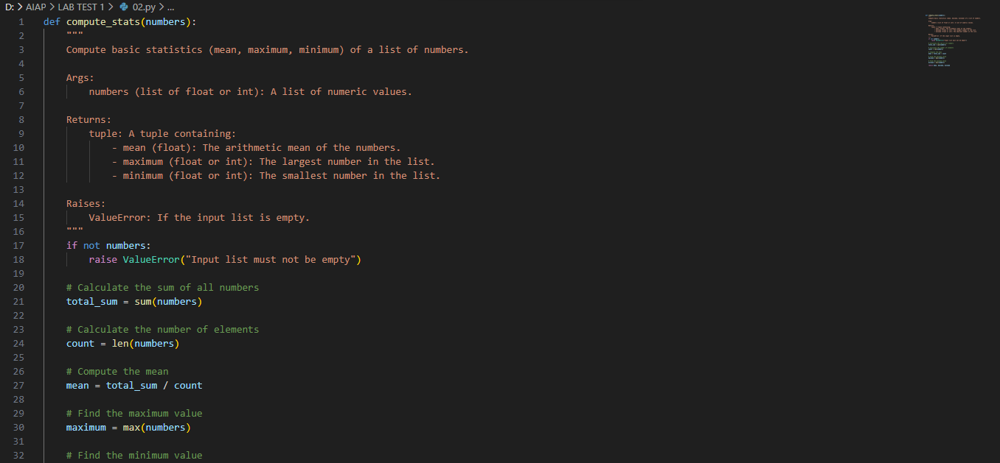 D: > AIAP > LAB TEST 1 > 02.py > ...
1 def compute_stats(numbers):
2 """
3 Compute basic statistics (mean, maximum, minimum) of a list of numbers.
4
5 Args:
6 numbers (list of float or int): A list of numeric values.
7
8 Returns:
9 tuple: A tuple containing:
10 - mean (float): The arithmetic mean of the numbers.
11 - maximum (float or int): The largest number in the list.
12 - minimum (float or int): The smallest number in the list.
13
14 Raises:
15 ValueError: If the input list is empty.
16 """
17 if not numbers:
18 raise ValueError("Input list must not be empty")
19
20 # Calculate the sum of all numbers
21 total_sum = sum(numbers)
22
23 # Calculate the number of elements
24 count = len(numbers)
25
26 # Compute the mean
27 mean = total_sum / count
28
29 # Find the maximum value
30 maximum = max(numbers)
31
32 # Find the minimum value